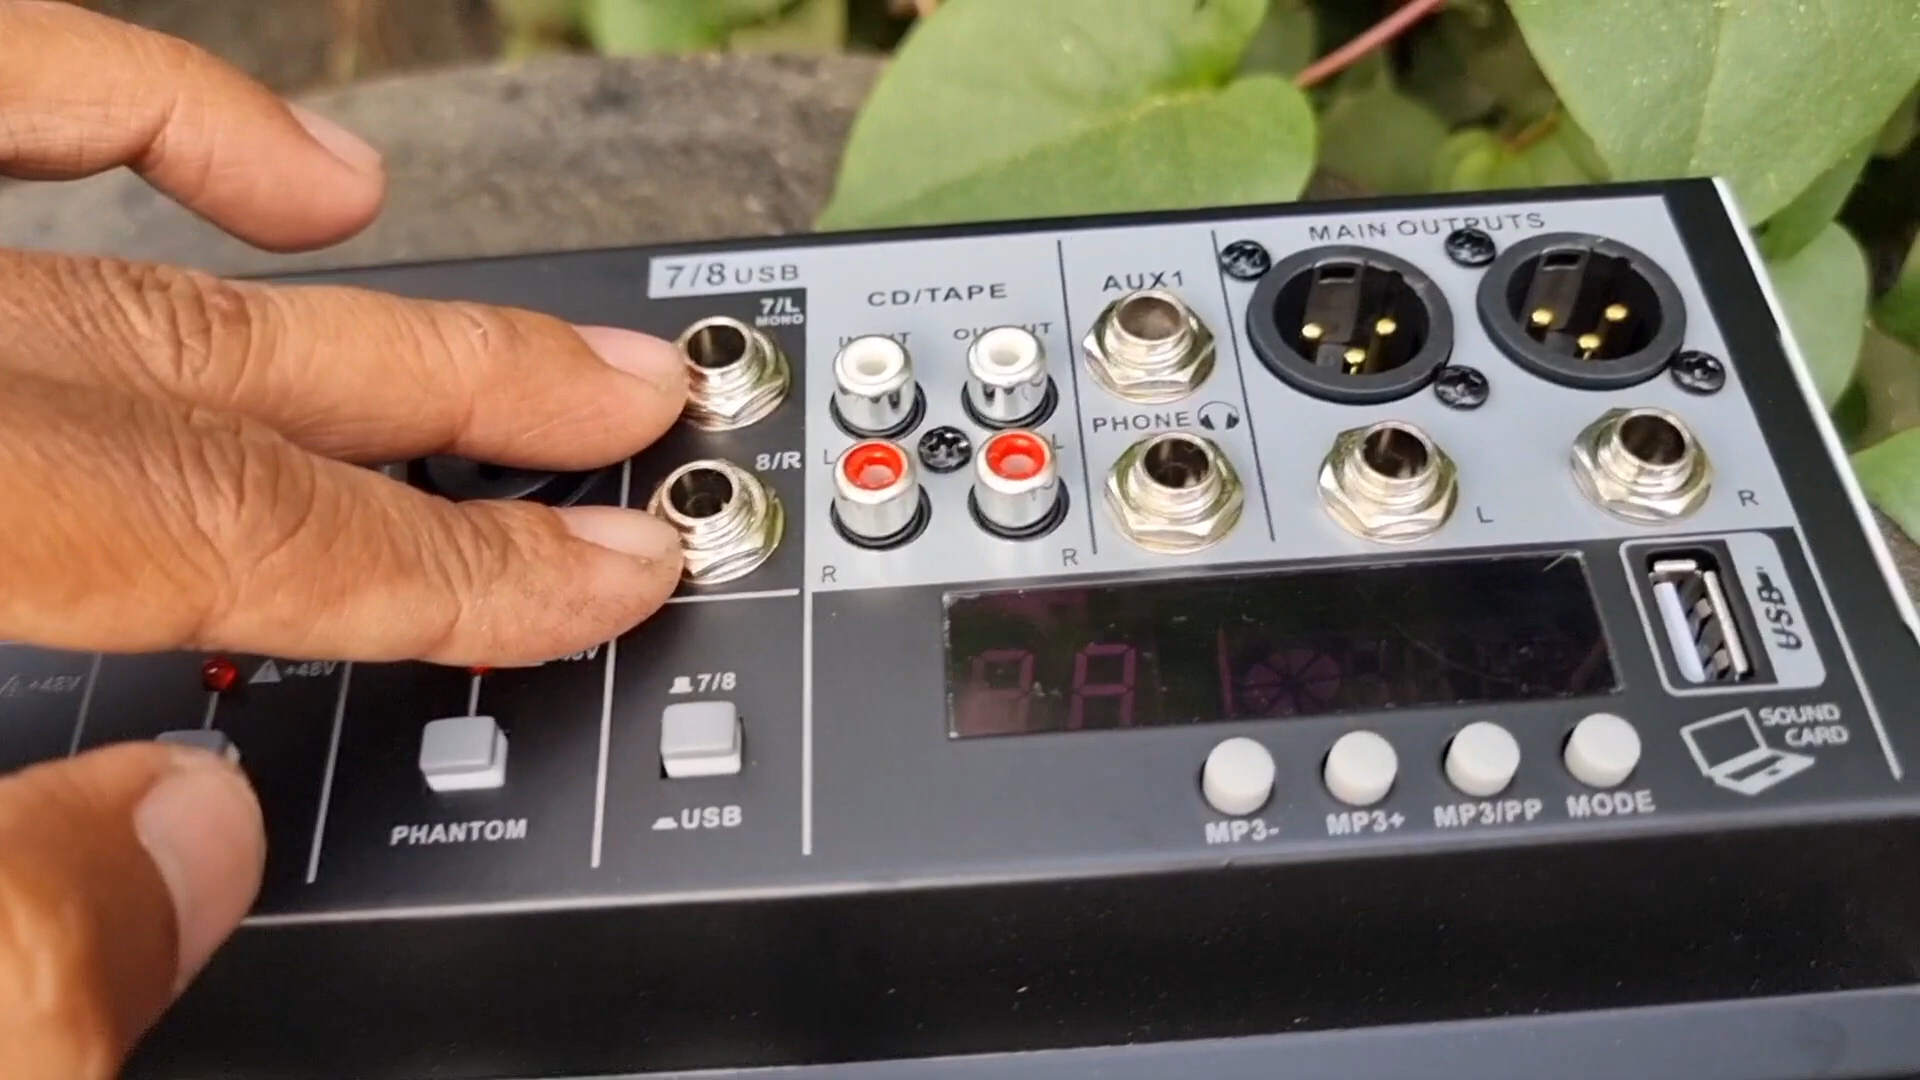 7/8 USB
7/L
MONO
8/R
CD/TAPE
L
R
L
R
AUX1
PHONE
MAIN OUTPUTS
L
R
USB
SOUND
CARD
+48V
+48V
PHANTOM
7/8
USB
MP3-
MP3+
MP3/PP
MODE